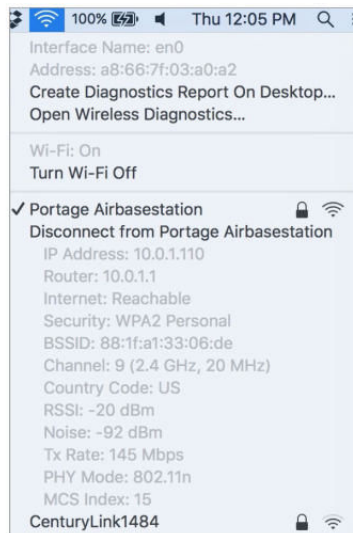 100% Thu 12:05 PM
Interface Name: en0
Address: a8:66:7f:03:a0:a2
Create Diagnostics Report On Desktop...
Open Wireless Diagnostics...
Wi-Fi: On
Turn Wi-Fi Off
✓ Portage Airbasestation
Disconnect from Portage Airbasestation
IP Address: 10.0.1.110
Router: 10.0.1.1
Internet: Reachable
Security: WPA2 Personal
BSSID: 88:1f:a1:33:06:de
Channel: 9 (2.4 GHz, 20 MHz)
Country Code: US
RSSI: -20 dBm
Noise: -92 dBm
Tx Rate: 145 Mbps
PHY Mode: 802.11n
MCS Index: 15
CenturyLink1484